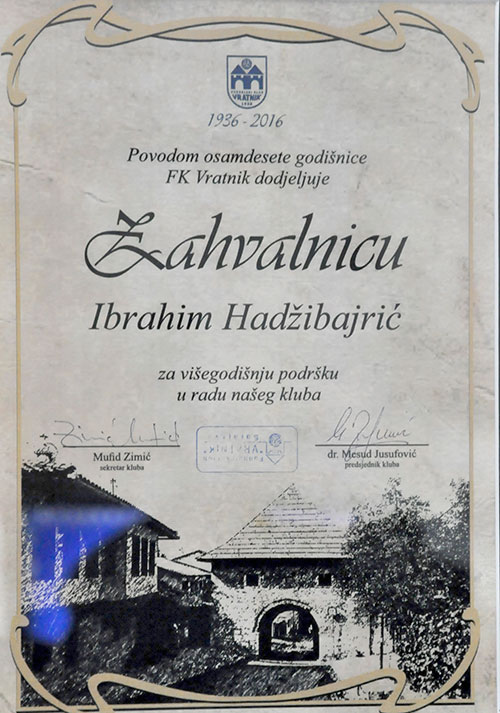 VRATNIK
1936 - 2016
Povodom osamdesete godišnice
FK Vratnik dodjeljuje
Zahvalnicu
Ibrahim Hadžibajrić
za višegodišnju podršku
u radu našeg kluba
Mufid Zimić
sekretar kluba
dr. Mesud Jusufović
predsjednik kluba